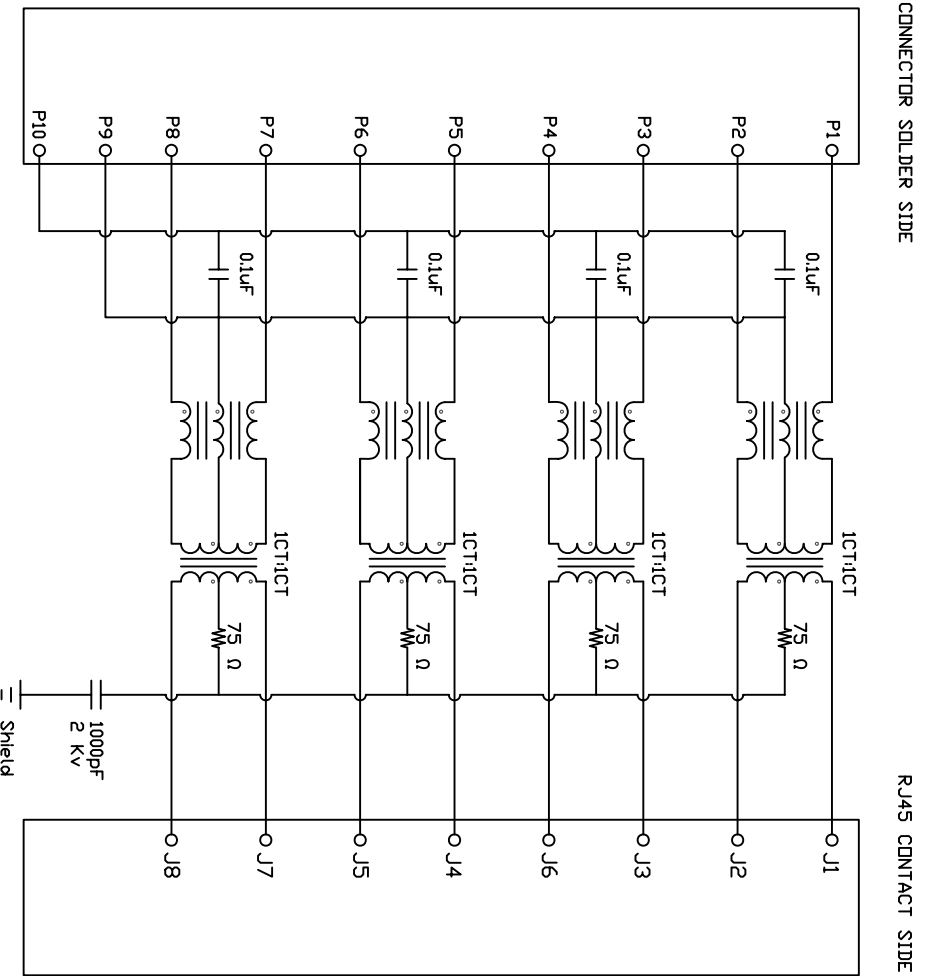 CONNECTOR SOLDER SIDE
RJ45 CONTACT SIDE
P1
P2
P3
P4
P5
P6
P7
P8
P9
P10
0.1uF
0.1uF
0.1uF
0.1uF
1CT:1CT
1CT:1CT
1CT:1CT
1CT:1CT
75 Ω
75 Ω
75 Ω
75 Ω
1000pF
2 Kv
Shield
J1
J2
J3
J6
J4
J5
J7
J8